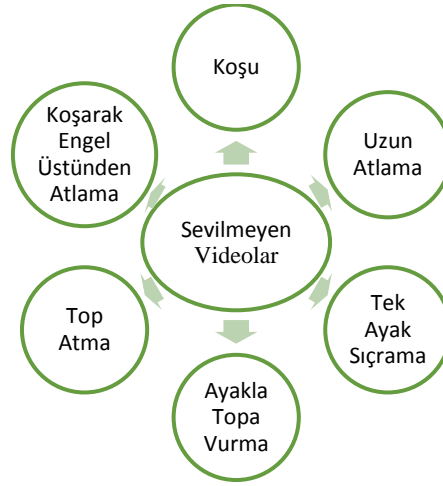 Koşu
Koşarak
Engel
Üstünden
Atlama
Uzun
Atlama
Sevilmeyen
Videolar
Top
Atma
Tek
Ayak
Sıçrama
Ayakla
Topa
Vurma